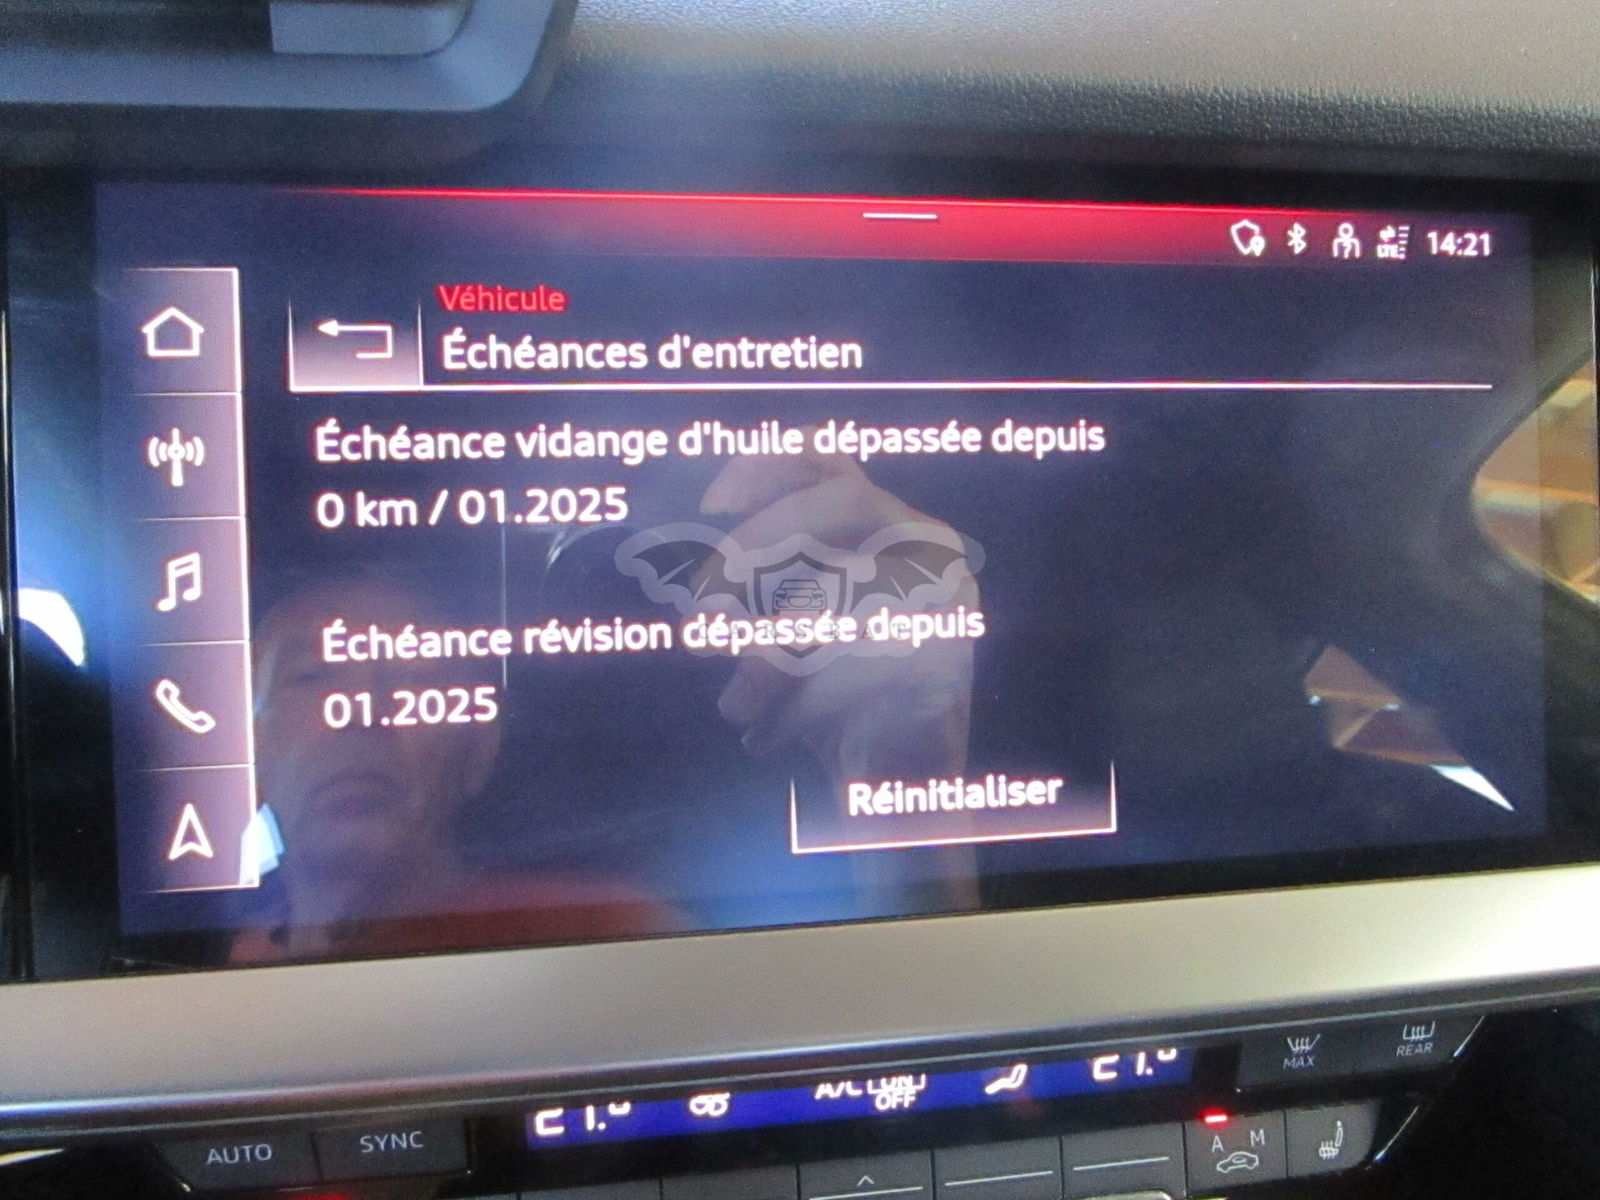 LTE 14:21
Véhicule
Échéances d'entretien
Échéance vidange d'huile dépassée depuis
0 km / 01.2025
Échéance révision dépassée depuis
01.2025
Réinitialiser
MAX
REAR
A/C
OFF
AUTO
SYNC
A M